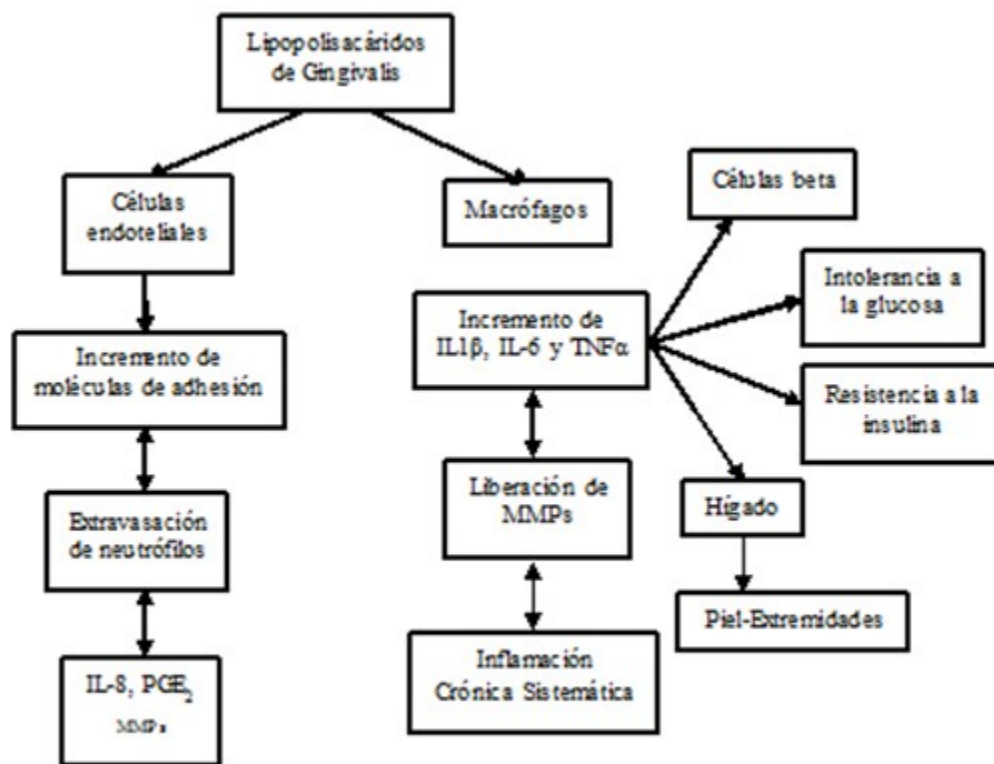 Lipopolisacáridos
de Gingivalis
Células
endoteliales
Macrófagos
Células beta
Incremento de
moléculas de adhesión
Incremento de
IL1β, IL-6 y TNFα
Intolerancia a
la glucosa
Resistencia a la
insulina
Extravasación
de neutrófilos
Liberación de
MMPs
Hígado
Piel-Extremidades
IL-8, PGE₂
MMPs
Inflamación
Crónica Sistemática